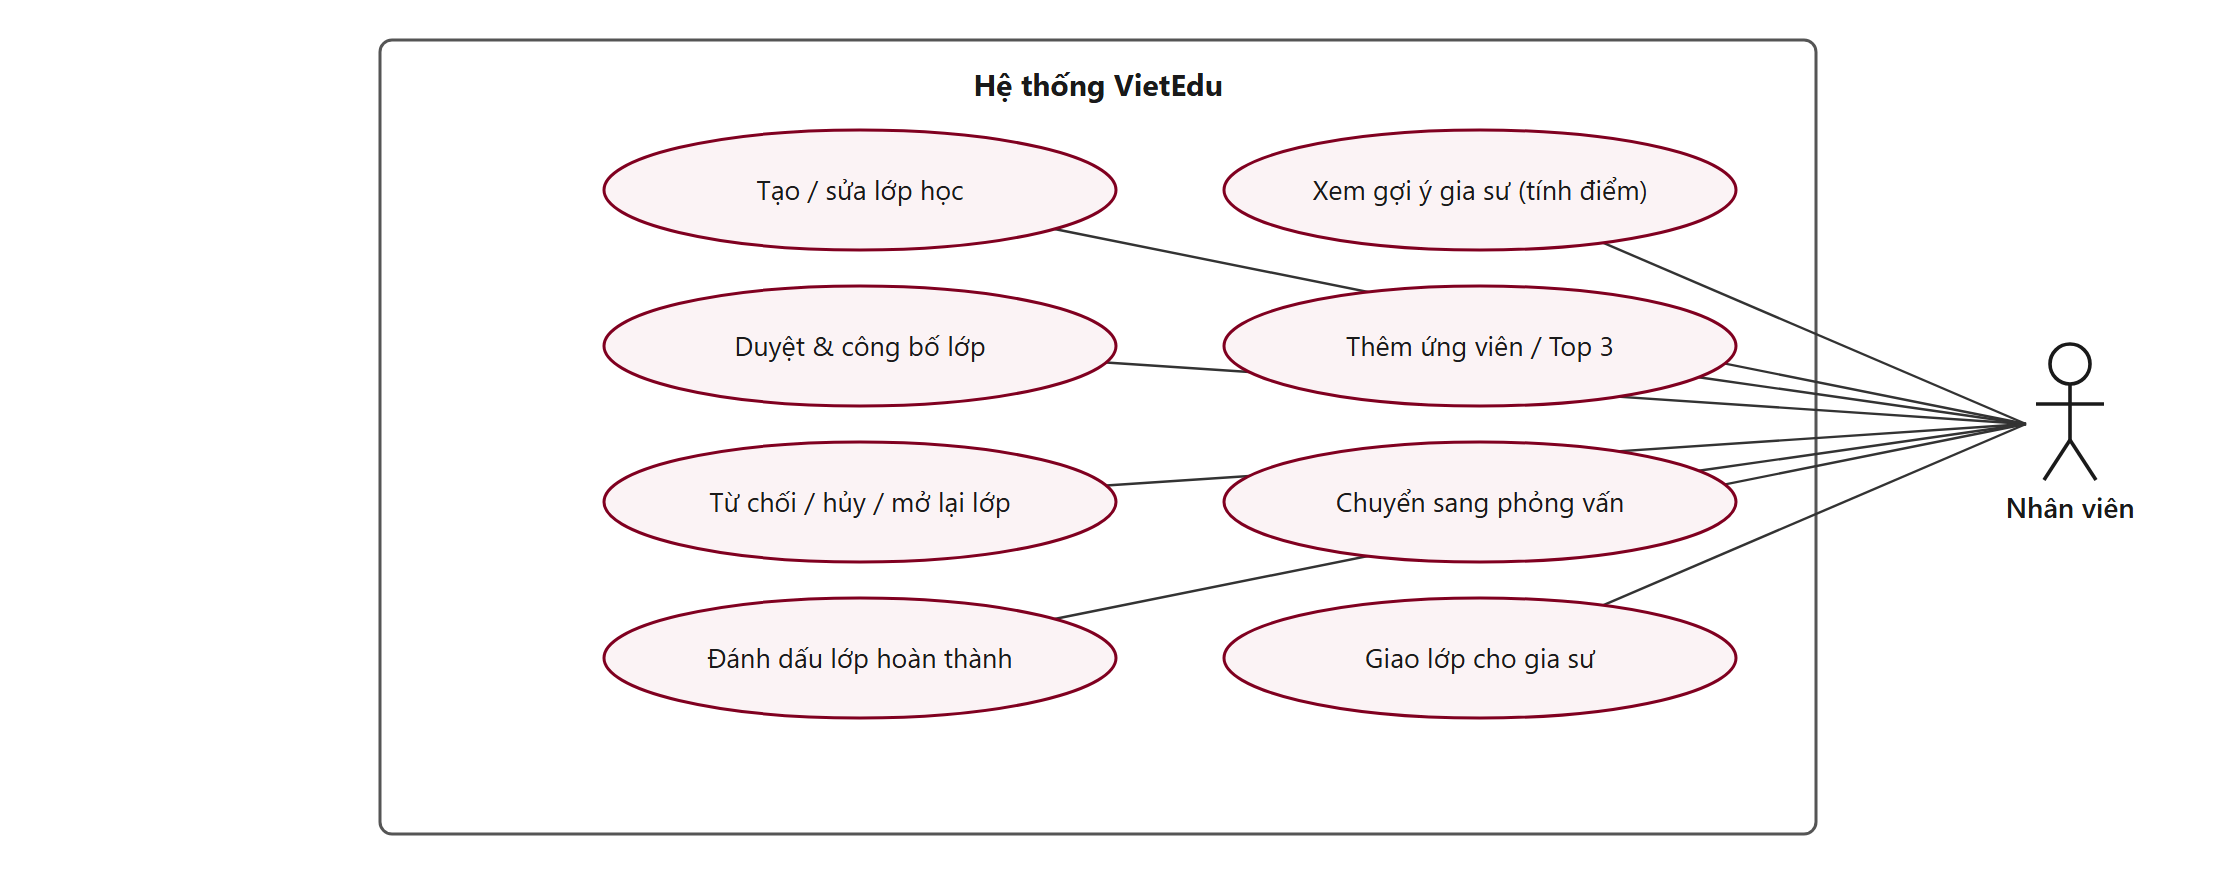 Hệ thống VietEdu
Tạo / sửa lớp học
Xem gợi ý gia sư (tính điểm)
Duyệt & công bố lớp
Thêm ứng viên / Top 3
Từ chối / hủy / mở lại lớp
Chuyển sang phỏng vấn
Nhân viên
Đánh dấu lớp hoàn thành
Giao lớp cho gia sư